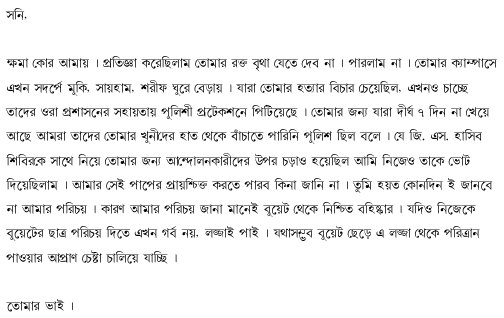 সনি,
ক্ষমা কোর আমায় । প্রতিজ্ঞা করেছিলাম তোমার রক্ত বৃথা যেতে দেব না । পারলাম না । তোমার ক্যাম্পাসে
এখন সদর্পে মুকি, সায়হাম, শরীফ ঘুরে বেড়ায় । যারা তোমার হত্যার বিচার চেয়েছিল, এখনও চাচ্ছে
তাদের ওরা প্রশাসনের সহায়তায় পুলিশী প্রটেকশনে পিটিয়েছে । তোমার জন্য যারা দীর্ঘ ৭ দিন না খেয়ে
আছে আমরা তাদের তোমার খুনীদের হাত থেকে বাঁচাতে পারিনি পুলিশ ছিল বলে । যে জি, এস, হাসিব
শিবিরকে সাথে নিয়ে তোমার জন্য আন্দোলনকারীদের উপর চড়াও হয়েছিল আমি নিজেও তাকে ভোট
দিয়েছিলাম । আমার সেই পাপের প্রায়শ্চিত্ত করতে পারব কিনা জানি না । তুমি হয়ত কোনদিন ই জানবে
না আমার পরিচয় । কারণ আমার পরিচয় জানা মানেই বুয়েট থেকে নিশ্চিত বহিষ্কার । যদিও নিজেকে
বুয়েটের ছাত্র পরিচয় দিতে এখন গর্ব নয়, লজ্জাই পাই । যথাসম্ভব বুয়েট ছেড়ে এ লজ্জা থেকে পরিত্রান
পাওয়ার আপ্রাণ চেষ্টা চালিয়ে যাচ্ছি ।
তোমার ভাই ।